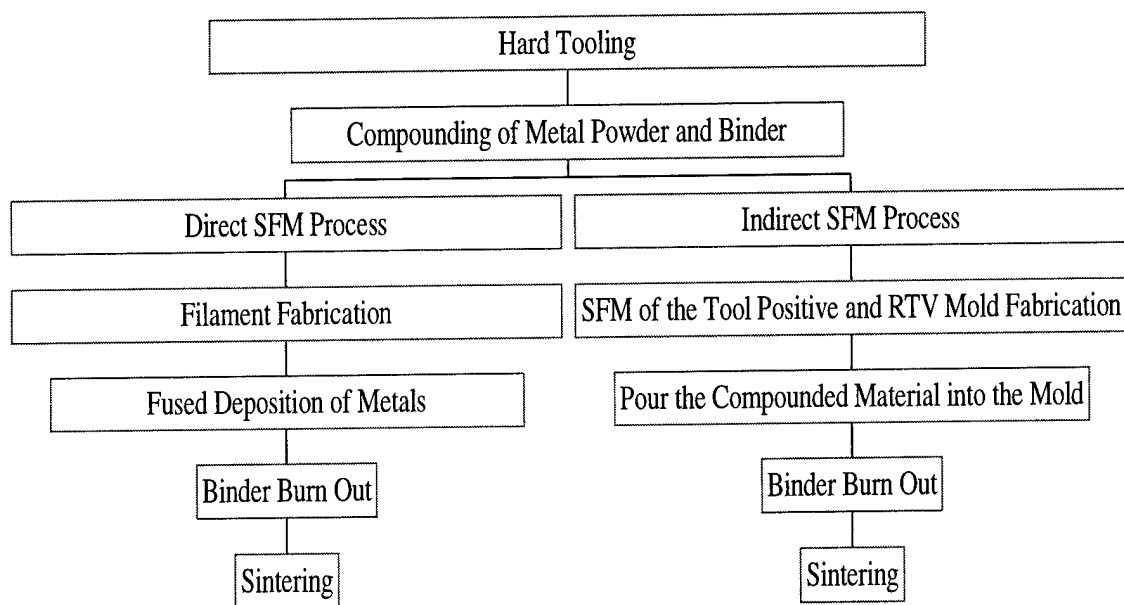 Hard Tooling
Compounding of Metal Powder and Binder
Direct SFM Process
Indirect SFM Process
Filament Fabrication
SFM of the Tool Positive and RTV Mold Fabrication
Fused Deposition of Metals
Pour the Compounded Material into the Mold
Binder Burn Out
Binder Burn Out
Sintering
Sintering